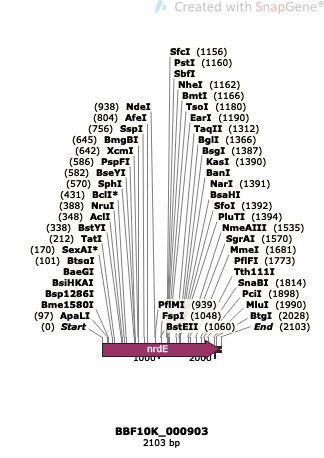 Created with SnapGene®
SfcI (1156)
PstI (1160)
SbfI
NheI (1162)
BmtI (1166)
(938) NdeI TsoI (1180)
(804) AfeI EarI (1190)
(756) SspI TaqII (1312)
(645) BmgBI BglI (1366)
(642) XcmI BsgI (1387)
(586) PspFI KasI (1390)
(582) BseYI BanI
(570) SphI NarI (1391)
(431) BclI* BsaHI
(388) NruI SfoI (1392)
(348) AclI PluTI (1394)
(338) BstYI NmeAIII (1535)
(212) TatI SgrAI (1570)
(170) SexAI* MmeI (1681)
(101) BtsαI PflFI (1773)
BaeGI Tth111I
BsiHKAI SnaBI (1814)
Bsp1286I PciI (1898)
Bme1580I PflMI (939) MluI (1990)
(97) ApaLI FspI (1048) BtgI (2028)
(0) Start BstEII (1060) End (2103)
nrdE
1000 2000
BBF10K_000903
2103 bp